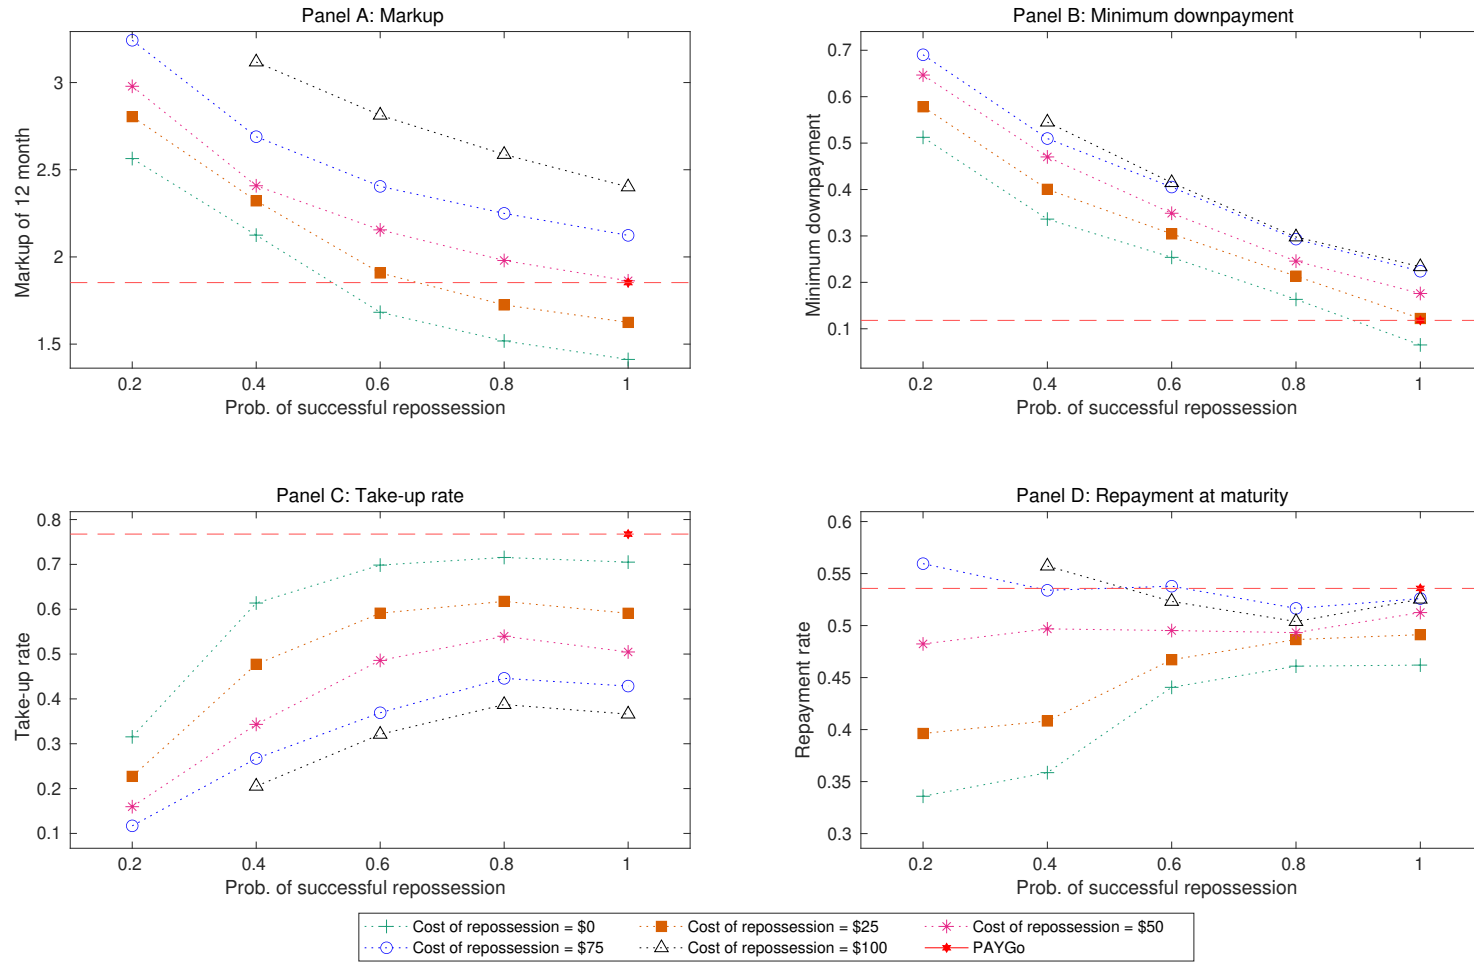 Panel A: Markup
3
2.5
2
1.5
Markup of 12 month
0.2 0.4 0.6 0.8 1
Prob. of successful repossession
Panel B: Minimum downpayment
0.7
0.6
0.5
0.4
0.3
0.2
0.1
Minimum downpayment
0.2 0.4 0.6 0.8 1
Prob. of successful repossession
Panel C: Take-up rate
0.8
0.7
0.6
0.5
0.4
0.3
0.2
0.1
Take-up rate
0.2 0.4 0.6 0.8 1
Prob. of successful repossession
Panel D: Repayment at maturity
0.6
0.55
0.5
0.45
0.4
0.35
0.3
Repayment rate
0.2 0.4 0.6 0.8 1
Prob. of successful repossession
Cost of repossession = $0 Cost of repossession = $25 Cost of repossession = $50
Cost of repossession = $75 Cost of repossession = $100 PAYGo